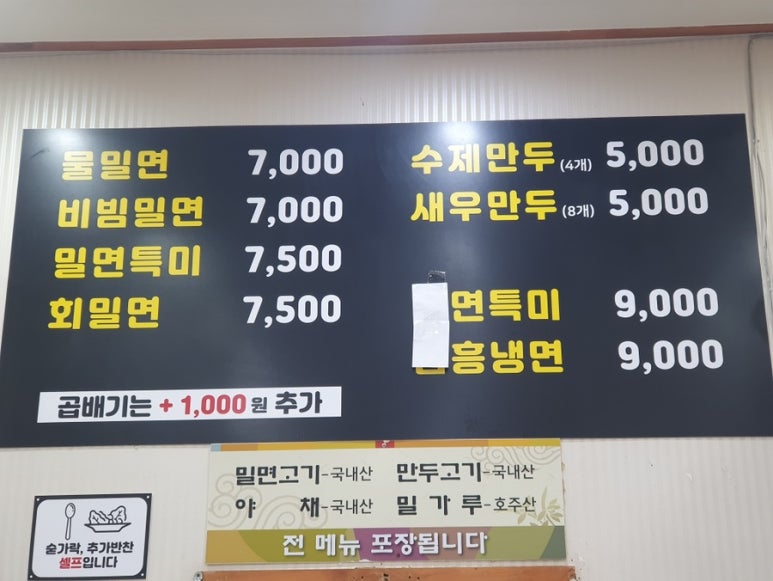 물밀면 7,000
비빔밀면 7,000
밀면특미 7,500
회밀면 7,500
곱배기는 + 1,000원 추가
수제만두 (4개) 5,000
새우만두 (8개) 5,000
면특미 9,000
흥냉면 9,000
밀면고기-국내산 만두고기-국내산
야 채-국내산 밀 가 루-호주산
전 메뉴 포장됩니다
숟가락, 추가반찬
셀프입니다